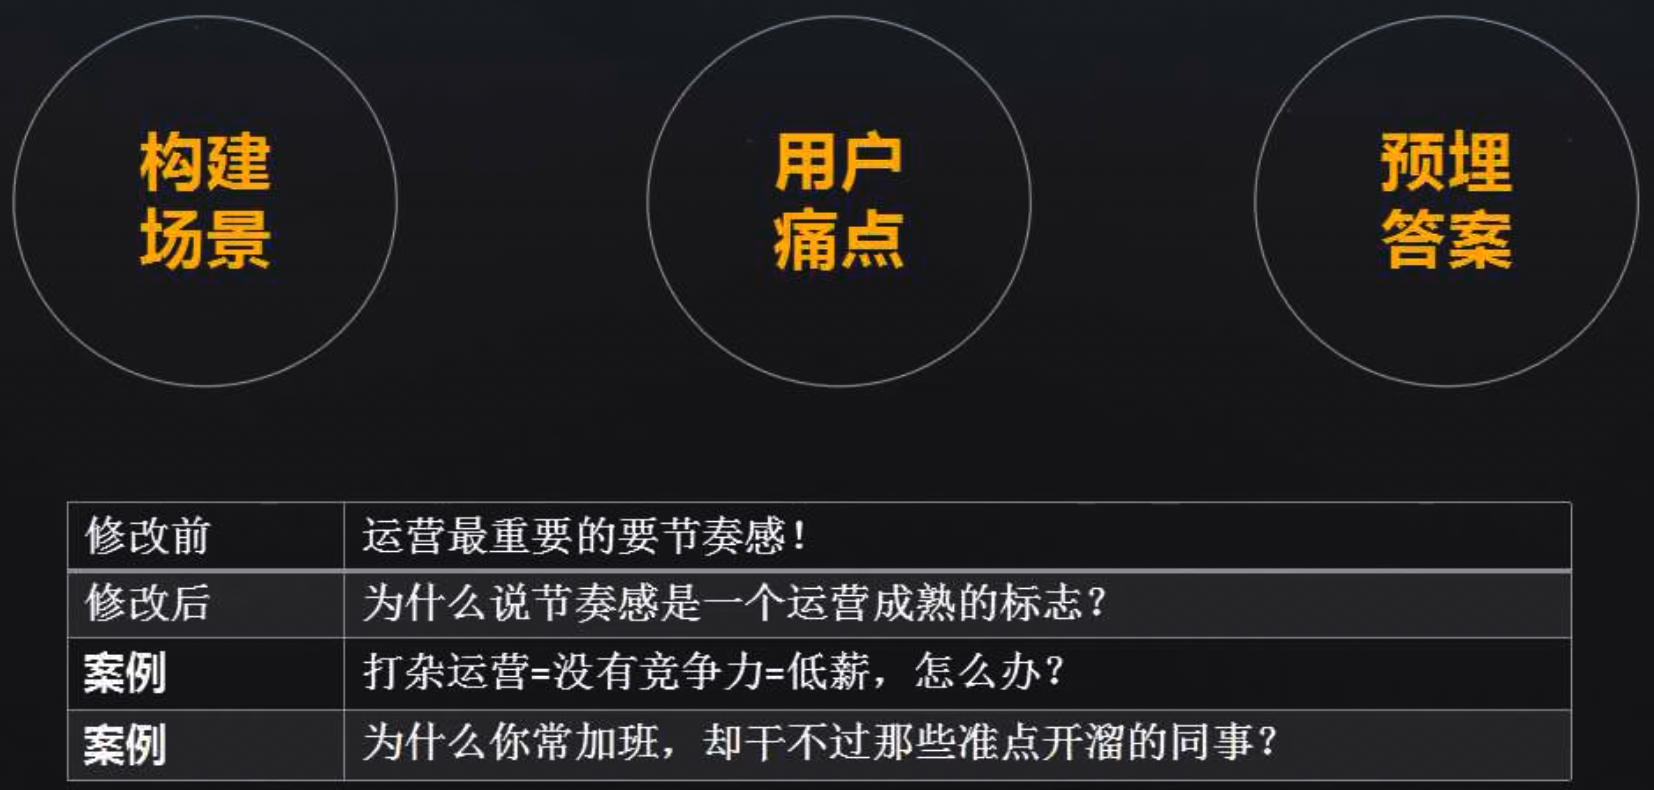 构建
场景
用户
痛点
预埋
答案
修改前 运营最重要的要节奏感！
修改后 为什么说节奏感是一个运营成熟的标志？
案例 打杂运营=没有竞争力=低薪，怎么办？
案例 为什么你常加班，却干不过那些准点开溜的同事？